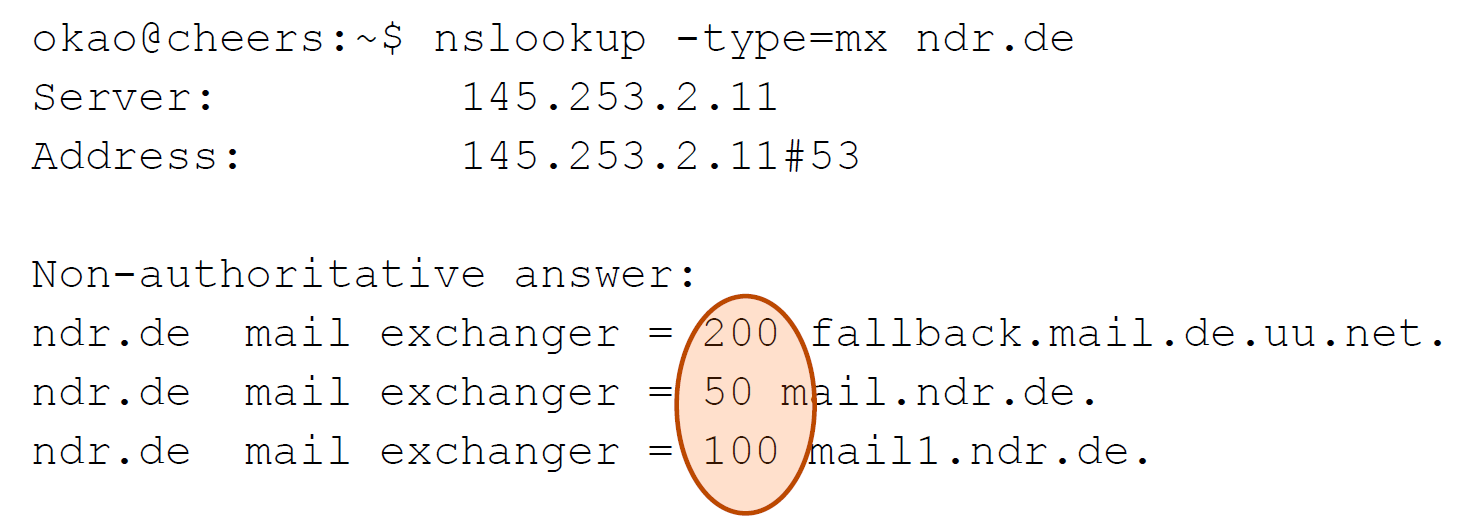 okao@cheers:~$ nslookup -type=mx ndr.de
Server: 145.253.2.11
Address: 145.253.2.11#53
Non-authoritative answer:
ndr.de mail exchanger = 200 fallback.mail.de.uu.net.
ndr.de mail exchanger = 50 mail.ndr.de.
ndr.de mail exchanger = 100 mail1.ndr.de.